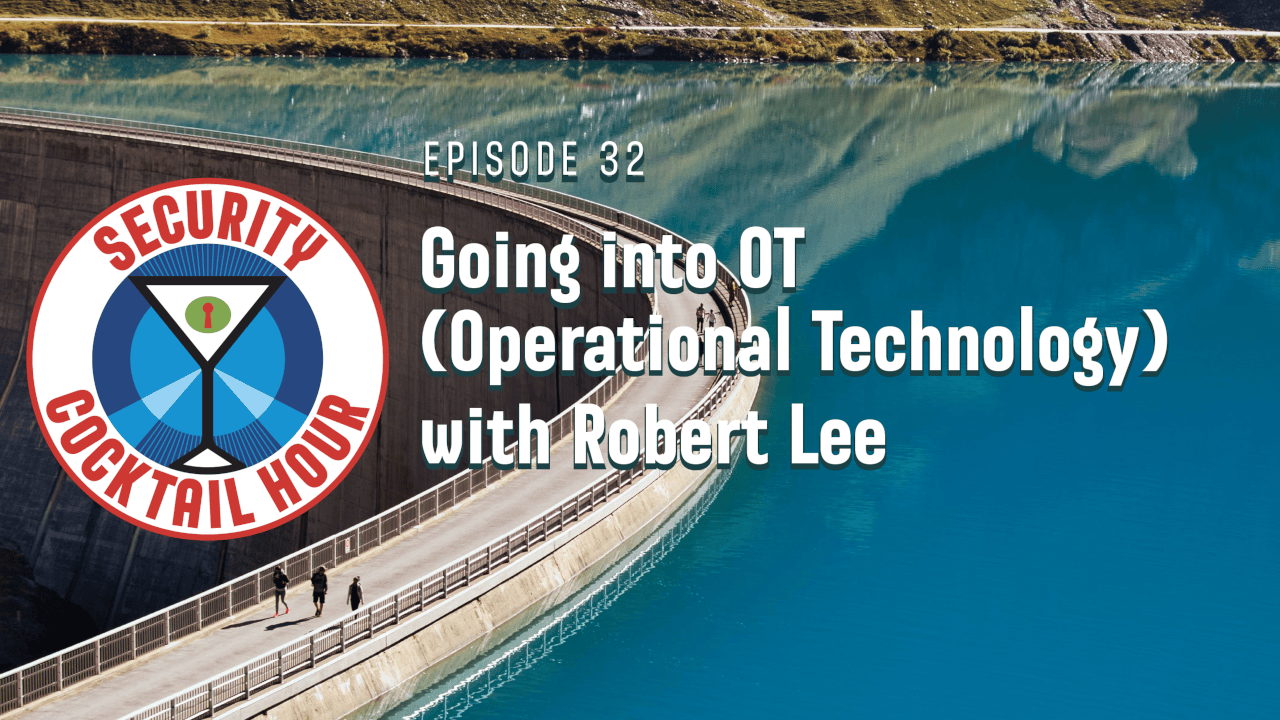 SECURITY
COCKTAIL HOUR
EPISODE 32
Going into OT
(Operational Technology)
with Robert Lee